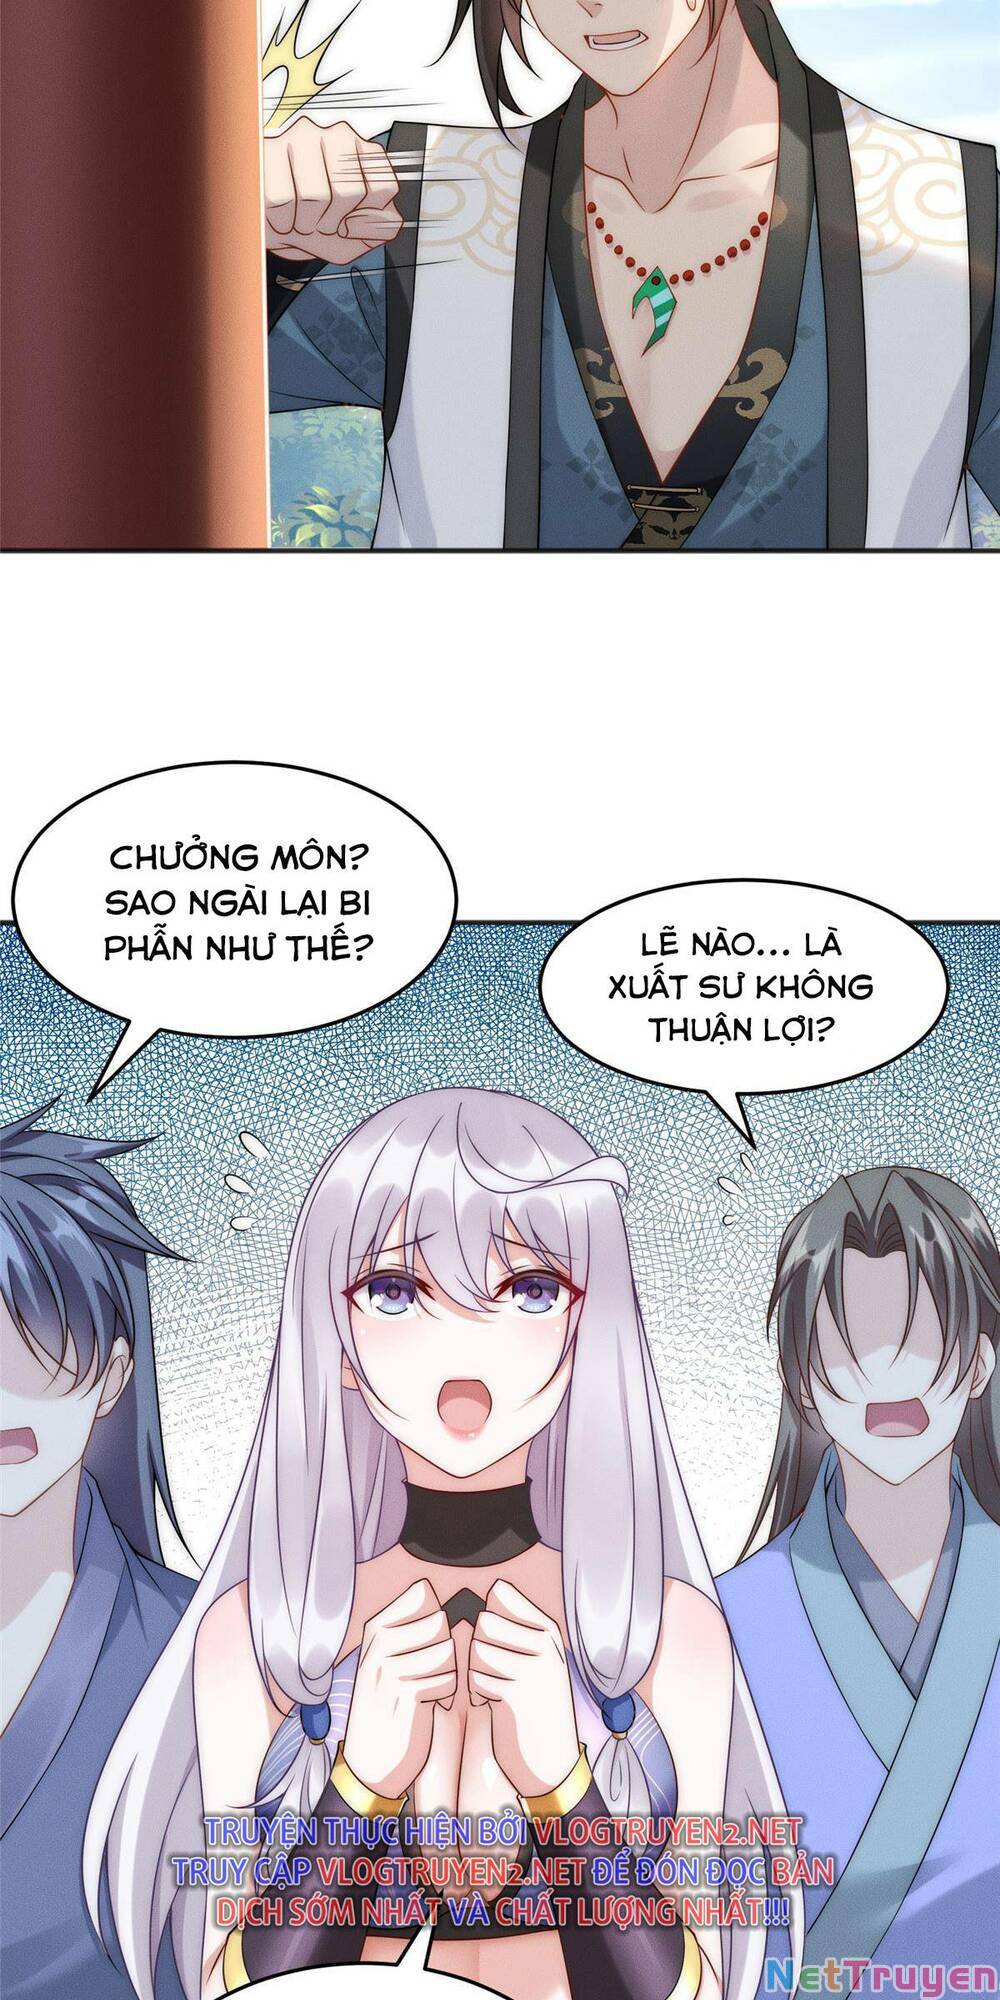 CHƯỞNG MÔN?
SAO NGÀI LẠI BI
PHẪN NHƯ THẾ?
LẼ NÀO... LÀ
XUẤT SƯ KHÔNG
THUẬN LỢI?
TRUYỆN THỰC HIỆN BỞI VLOGTRUYEN2.NET
TRUY CẬP VLOGTRUYEN2.NET ĐỂ ĐÓN ĐỌC BẢN
DỊCH SỚM NHẤT VÀ CHẤT LƯỢNG NHẤT!!!
NetTruyen